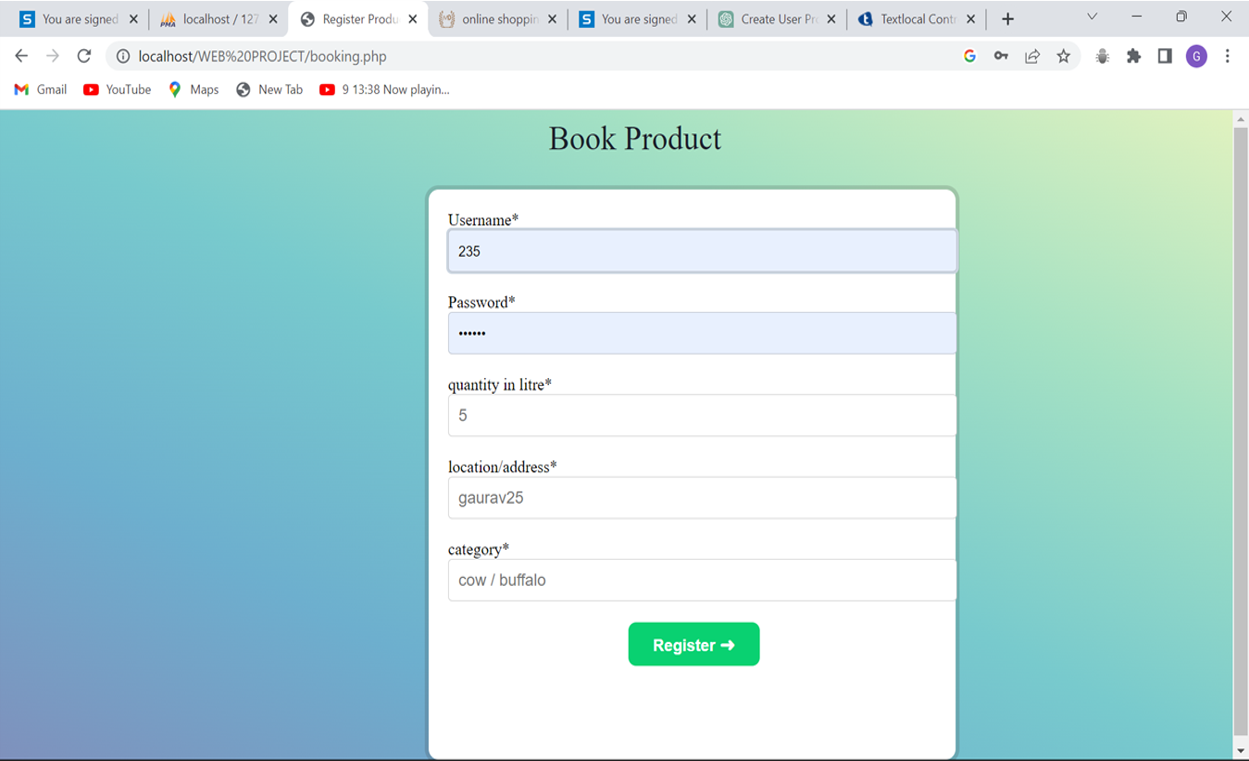 You are signed
localhost / 127
Register Produ
online shoppin
You are signed
Create User Pro
Textlocal Contr
localhost/WEB%20PROJECT/booking.php
G
Gmail
YouTube
Maps
New Tab
9 13:38 Now playin...
Book Product
Username*
235
Password*
••••••
quantity in litre*
5
location/address*
gaurav25
category*
cow / buffalo
Register ➜